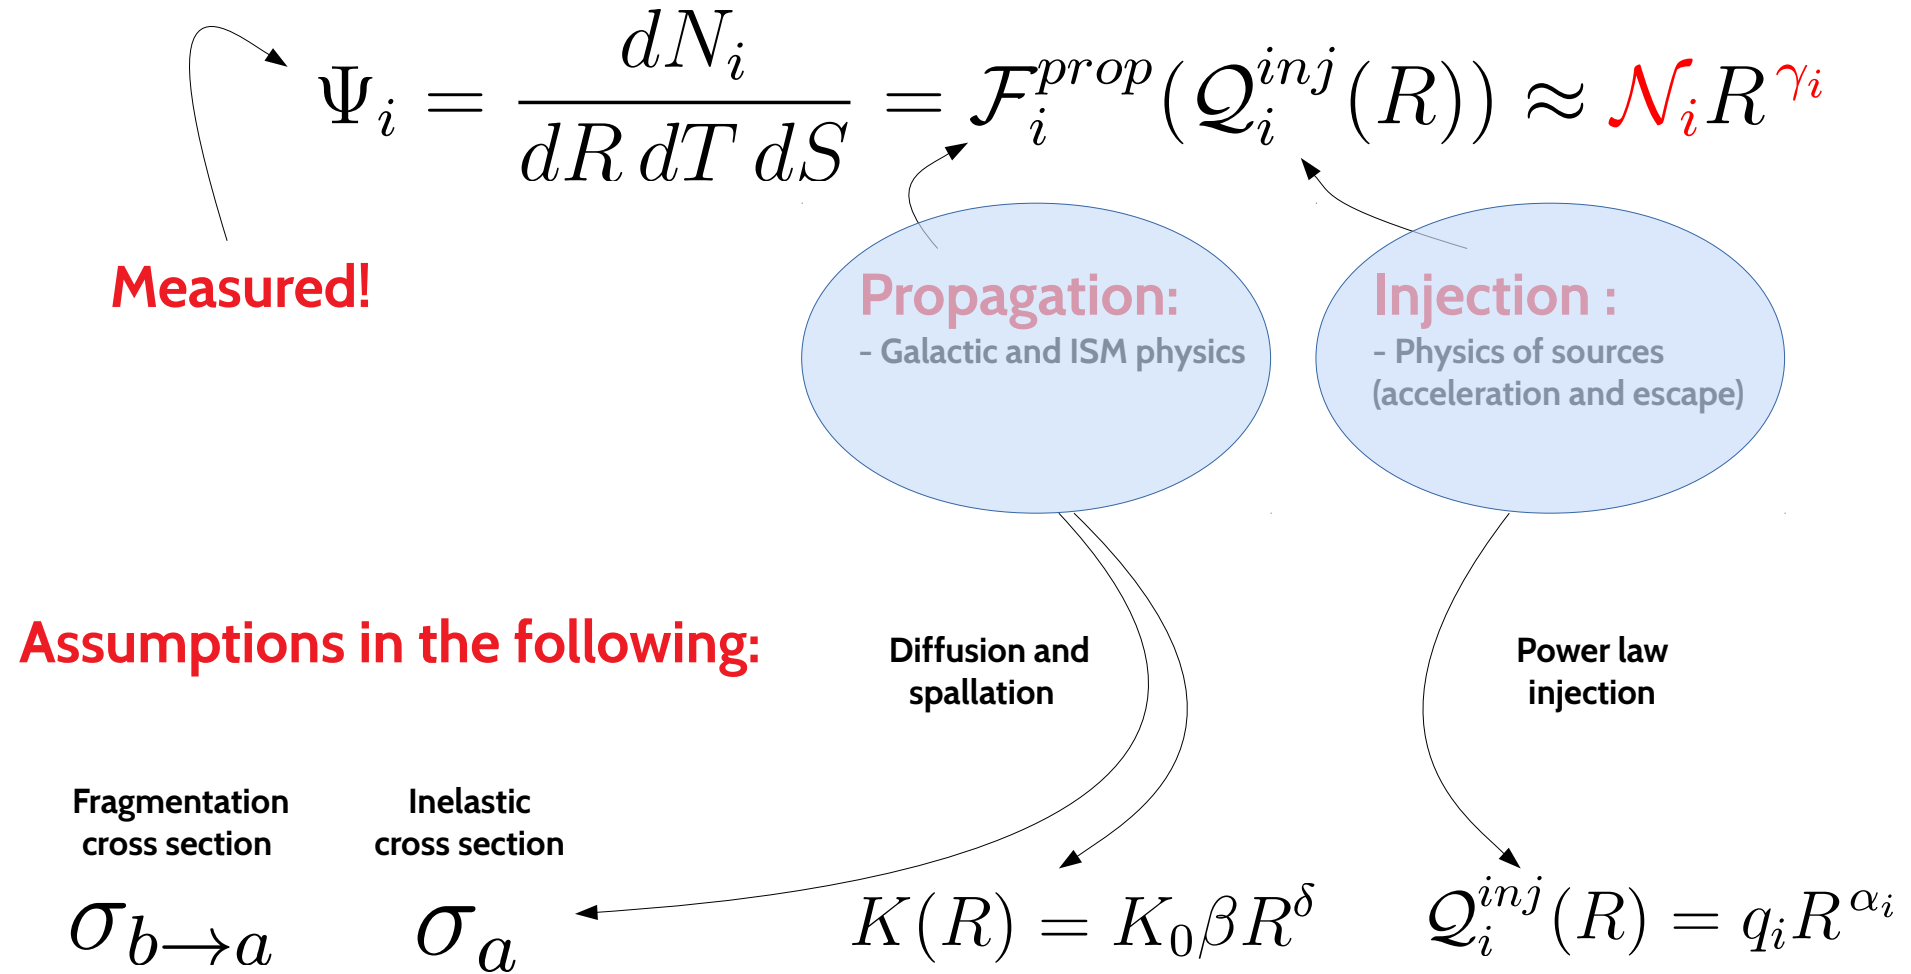 Ψ_i = dN_i / (dR dT dS) = ℱ_i^{prop}(𝒬_i^{inj}(R)) ≈ 𝒩_i R^{γ_i}
Measured!
Propagation:
- Galactic and ISM physics
Injection :
- Physics of sources
(acceleration and escape)
Assumptions in the following:
Diffusion and
spallation
Power law
injection
Fragmentation
cross section
Inelastic
cross section
σ_{b→a}
σ_a
K(R) = K_0 β R^δ
𝒬_i^{inj}(R) = q_i R^{α_i}